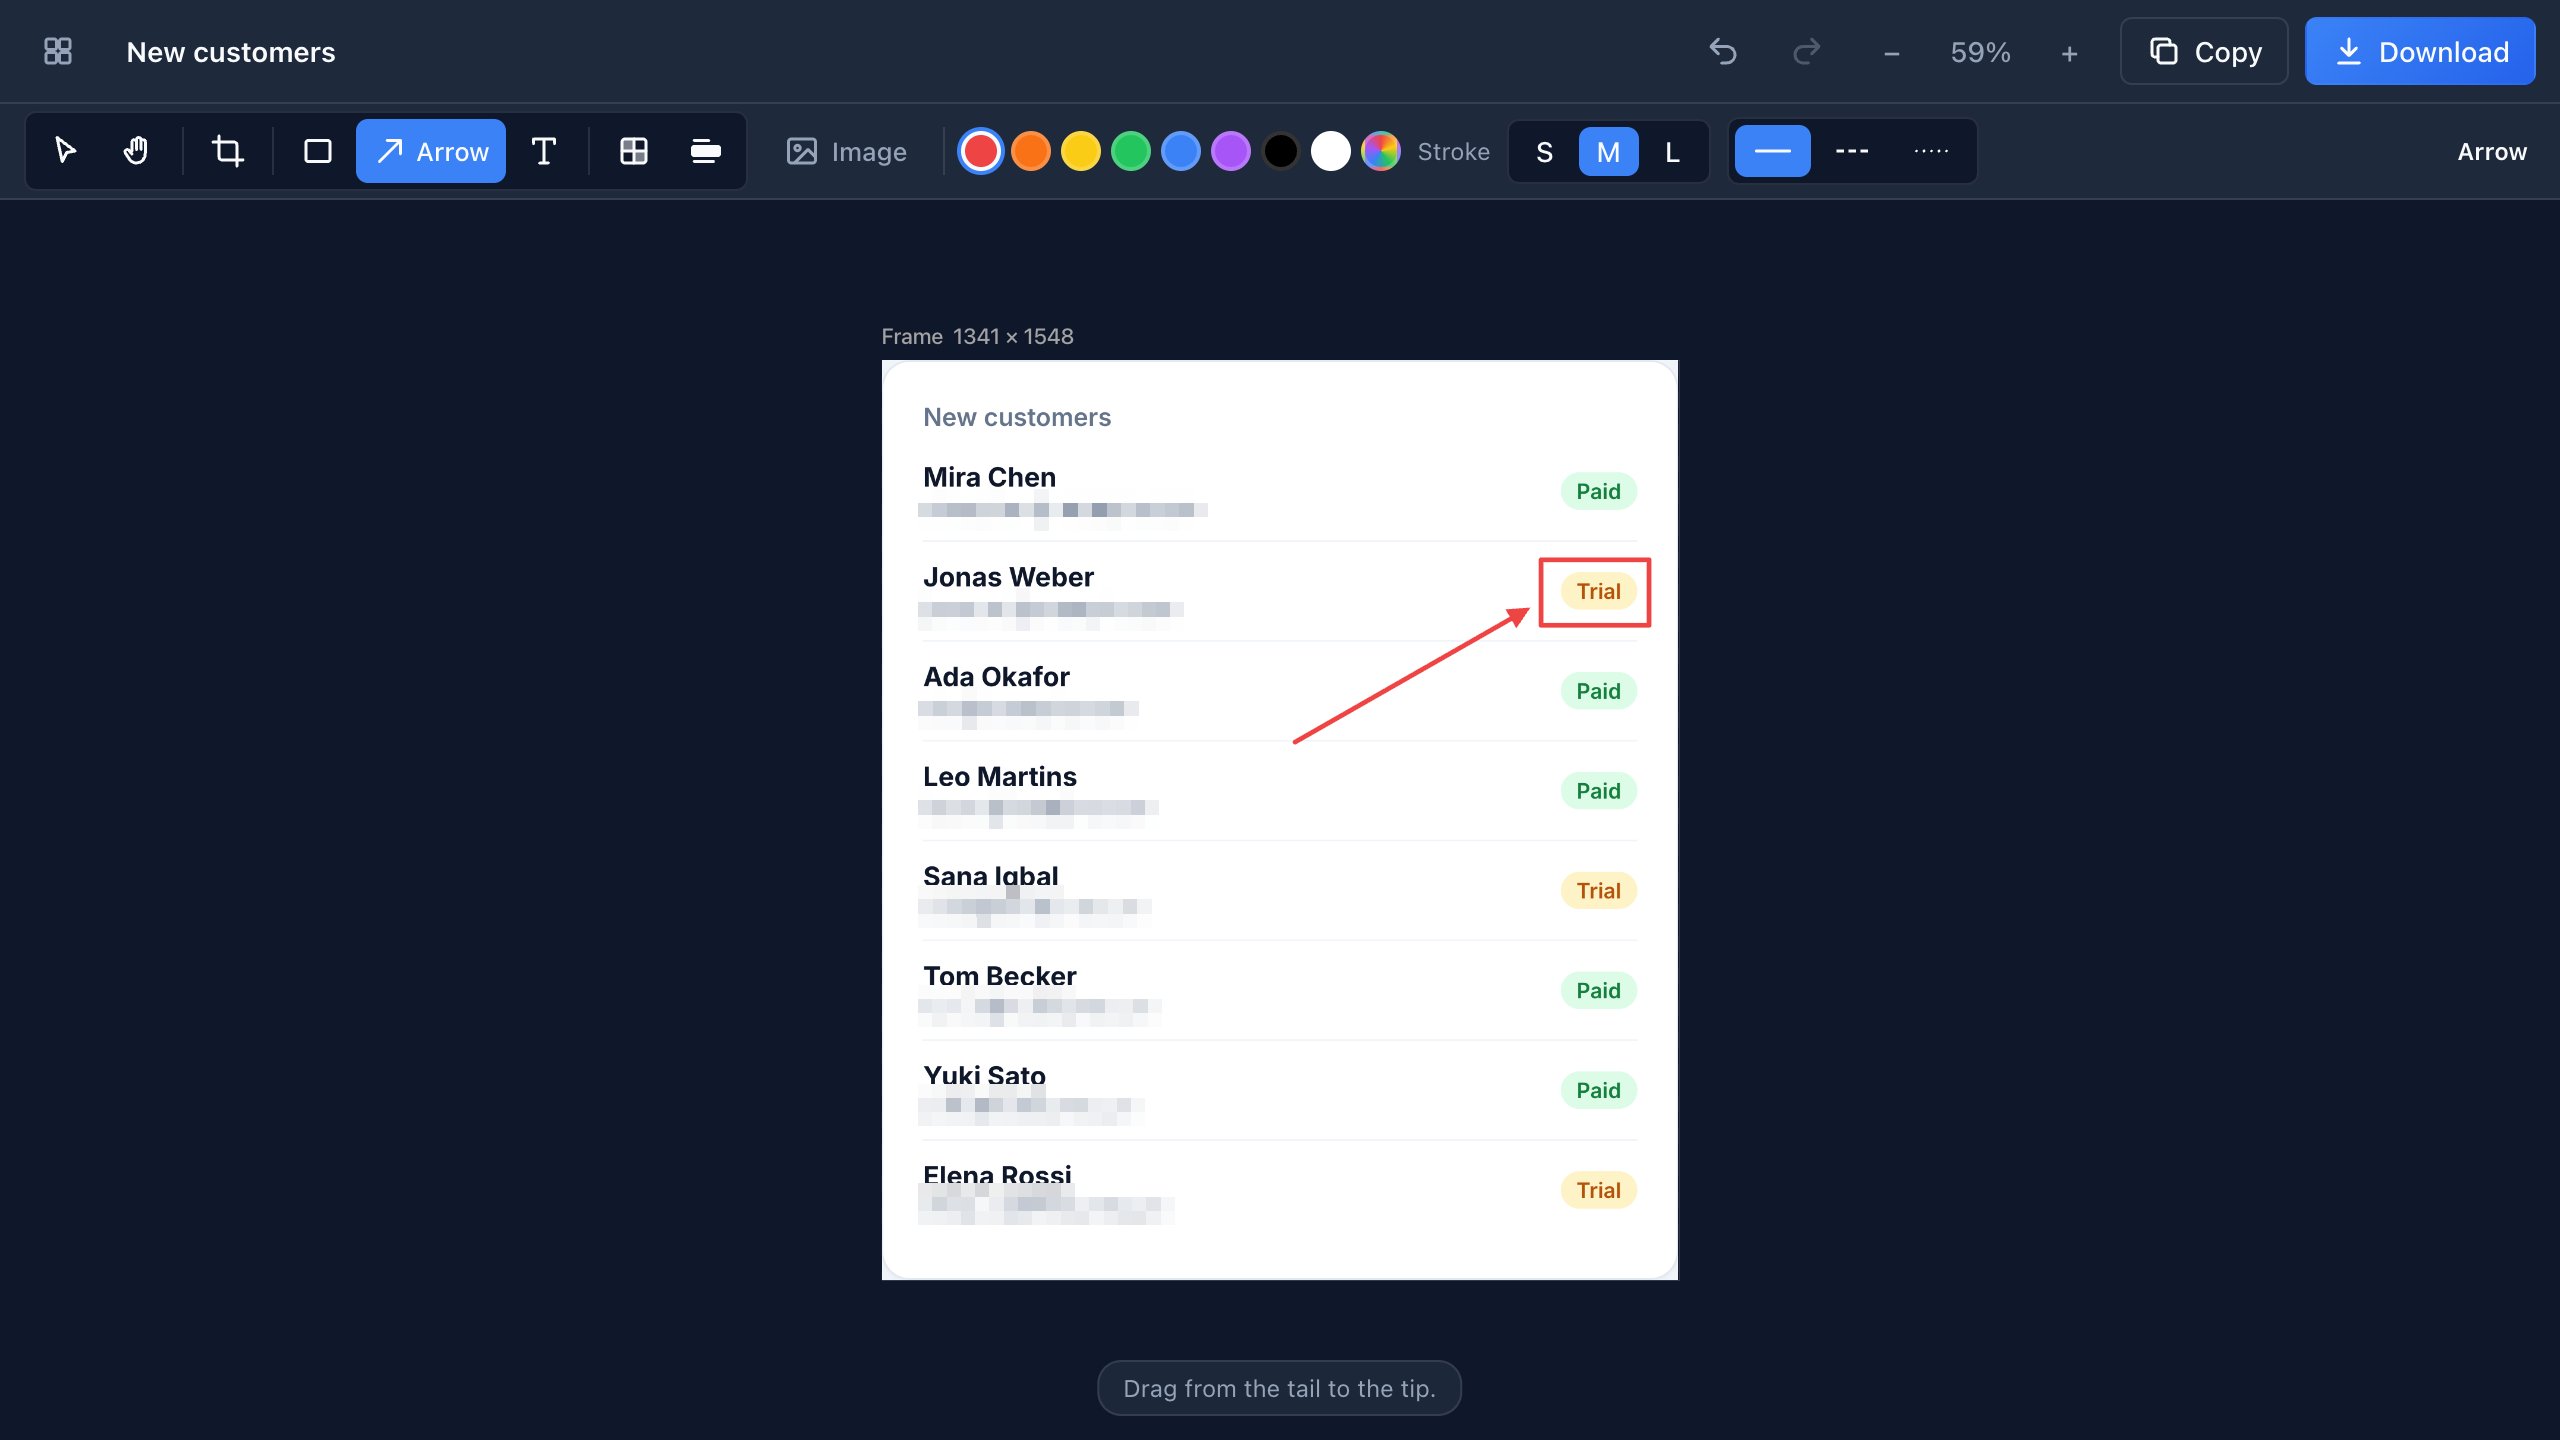 New customers
59%
Copy
Download
Arrow
Image
Stroke
S
M
L
Arrow
Frame 1341 × 1548
New customers
Mira Chen
Paid
Jonas Weber
Trial
Ada Okafor
Paid
Leo Martins
Paid
Sana Iqbal
Trial
Tom Becker
Paid
Yuki Sato
Paid
Elena Rossi
Trial
Drag from the tail to the tip.